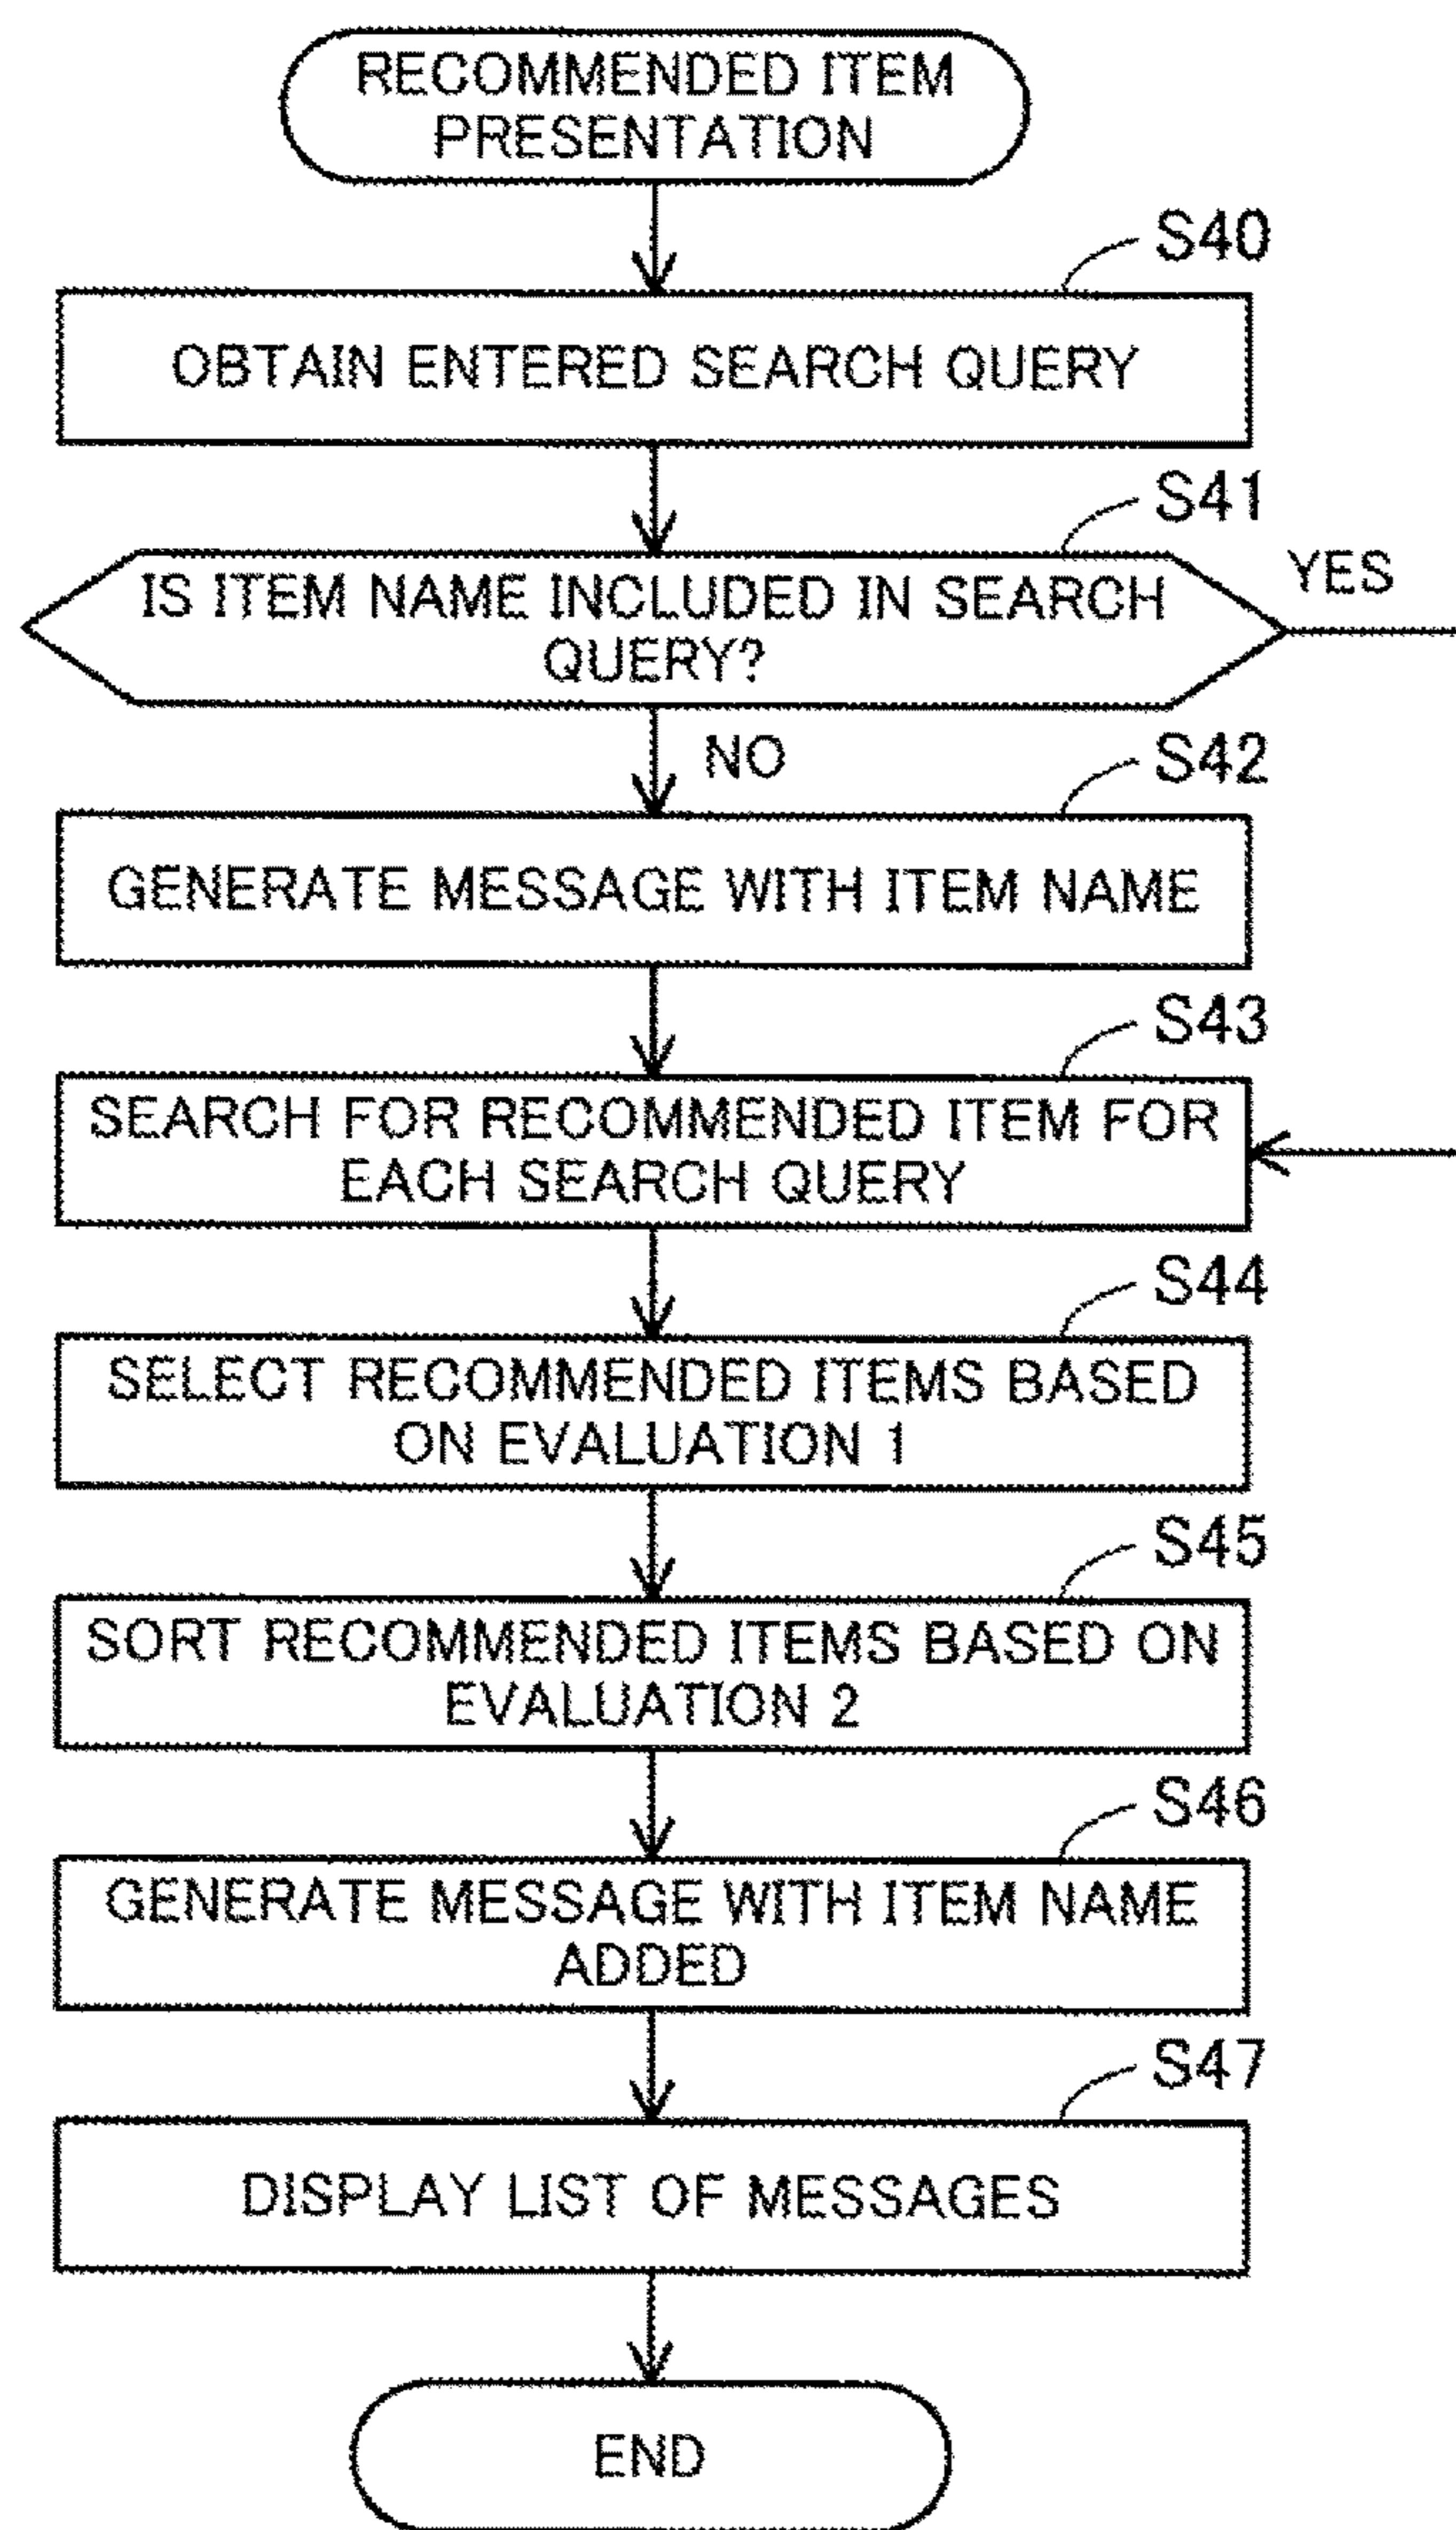 RECOMMENDED ITEM
PRESENTATION
S40
OBTAIN ENTERED SEARCH QUERY
S41
IS ITEM NAME INCLUDED IN SEARCH
QUERY?
YES
NO
S42
GENERATE MESSAGE WITH ITEM NAME
S43
SEARCH FOR RECOMMENDED ITEM FOR
EACH SEARCH QUERY
S44
SELECT RECOMMENDED ITEMS BASED
ON EVALUATION 1
S45
SORT RECOMMENDED ITEMS BASED ON
EVALUATION 2
S46
GENERATE MESSAGE WITH ITEM NAME
ADDED
S47
DISPLAY LIST OF MESSAGES
END